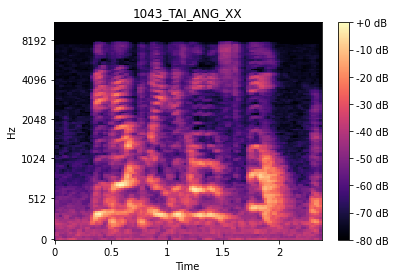 1043_TAI_ANG_XX
+0 dB
8192
-10 dB
4096
-20 dB
-30 dB
Hz
2048
-40 dB
1024
-50 dB
-60 dB
512
-70 dB
0
-80 dB
0 0.5 1 1.5 2
Time